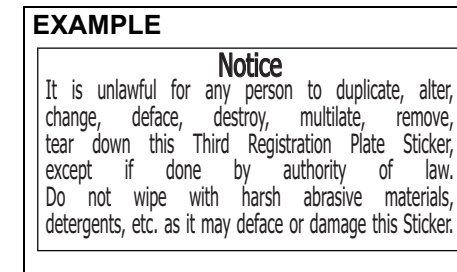 EXAMPLE
Notice
It is unlawful for any person to duplicate, alter,
change, deface, destroy, multilate, remove,
tear down this Third Registration Plate Sticker,
except if done by authority of law.
Do not wipe with harsh abrasive materials,
detergents, etc. as it may deface or damage this Sticker.